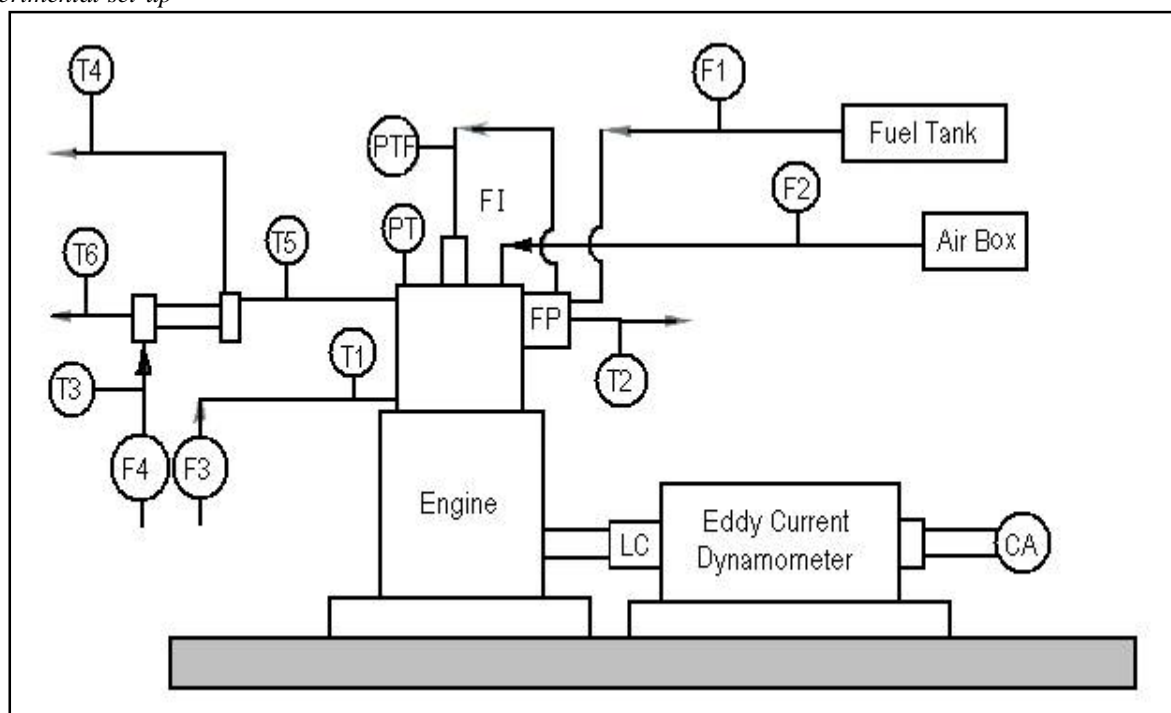 T4
F1
Fuel Tank
PTF
F2
FI
PT
Air Box
T6
T5
FP
T1
T2
T3
F4
F3
Engine
LC
Eddy Current
Dynamometer
CA